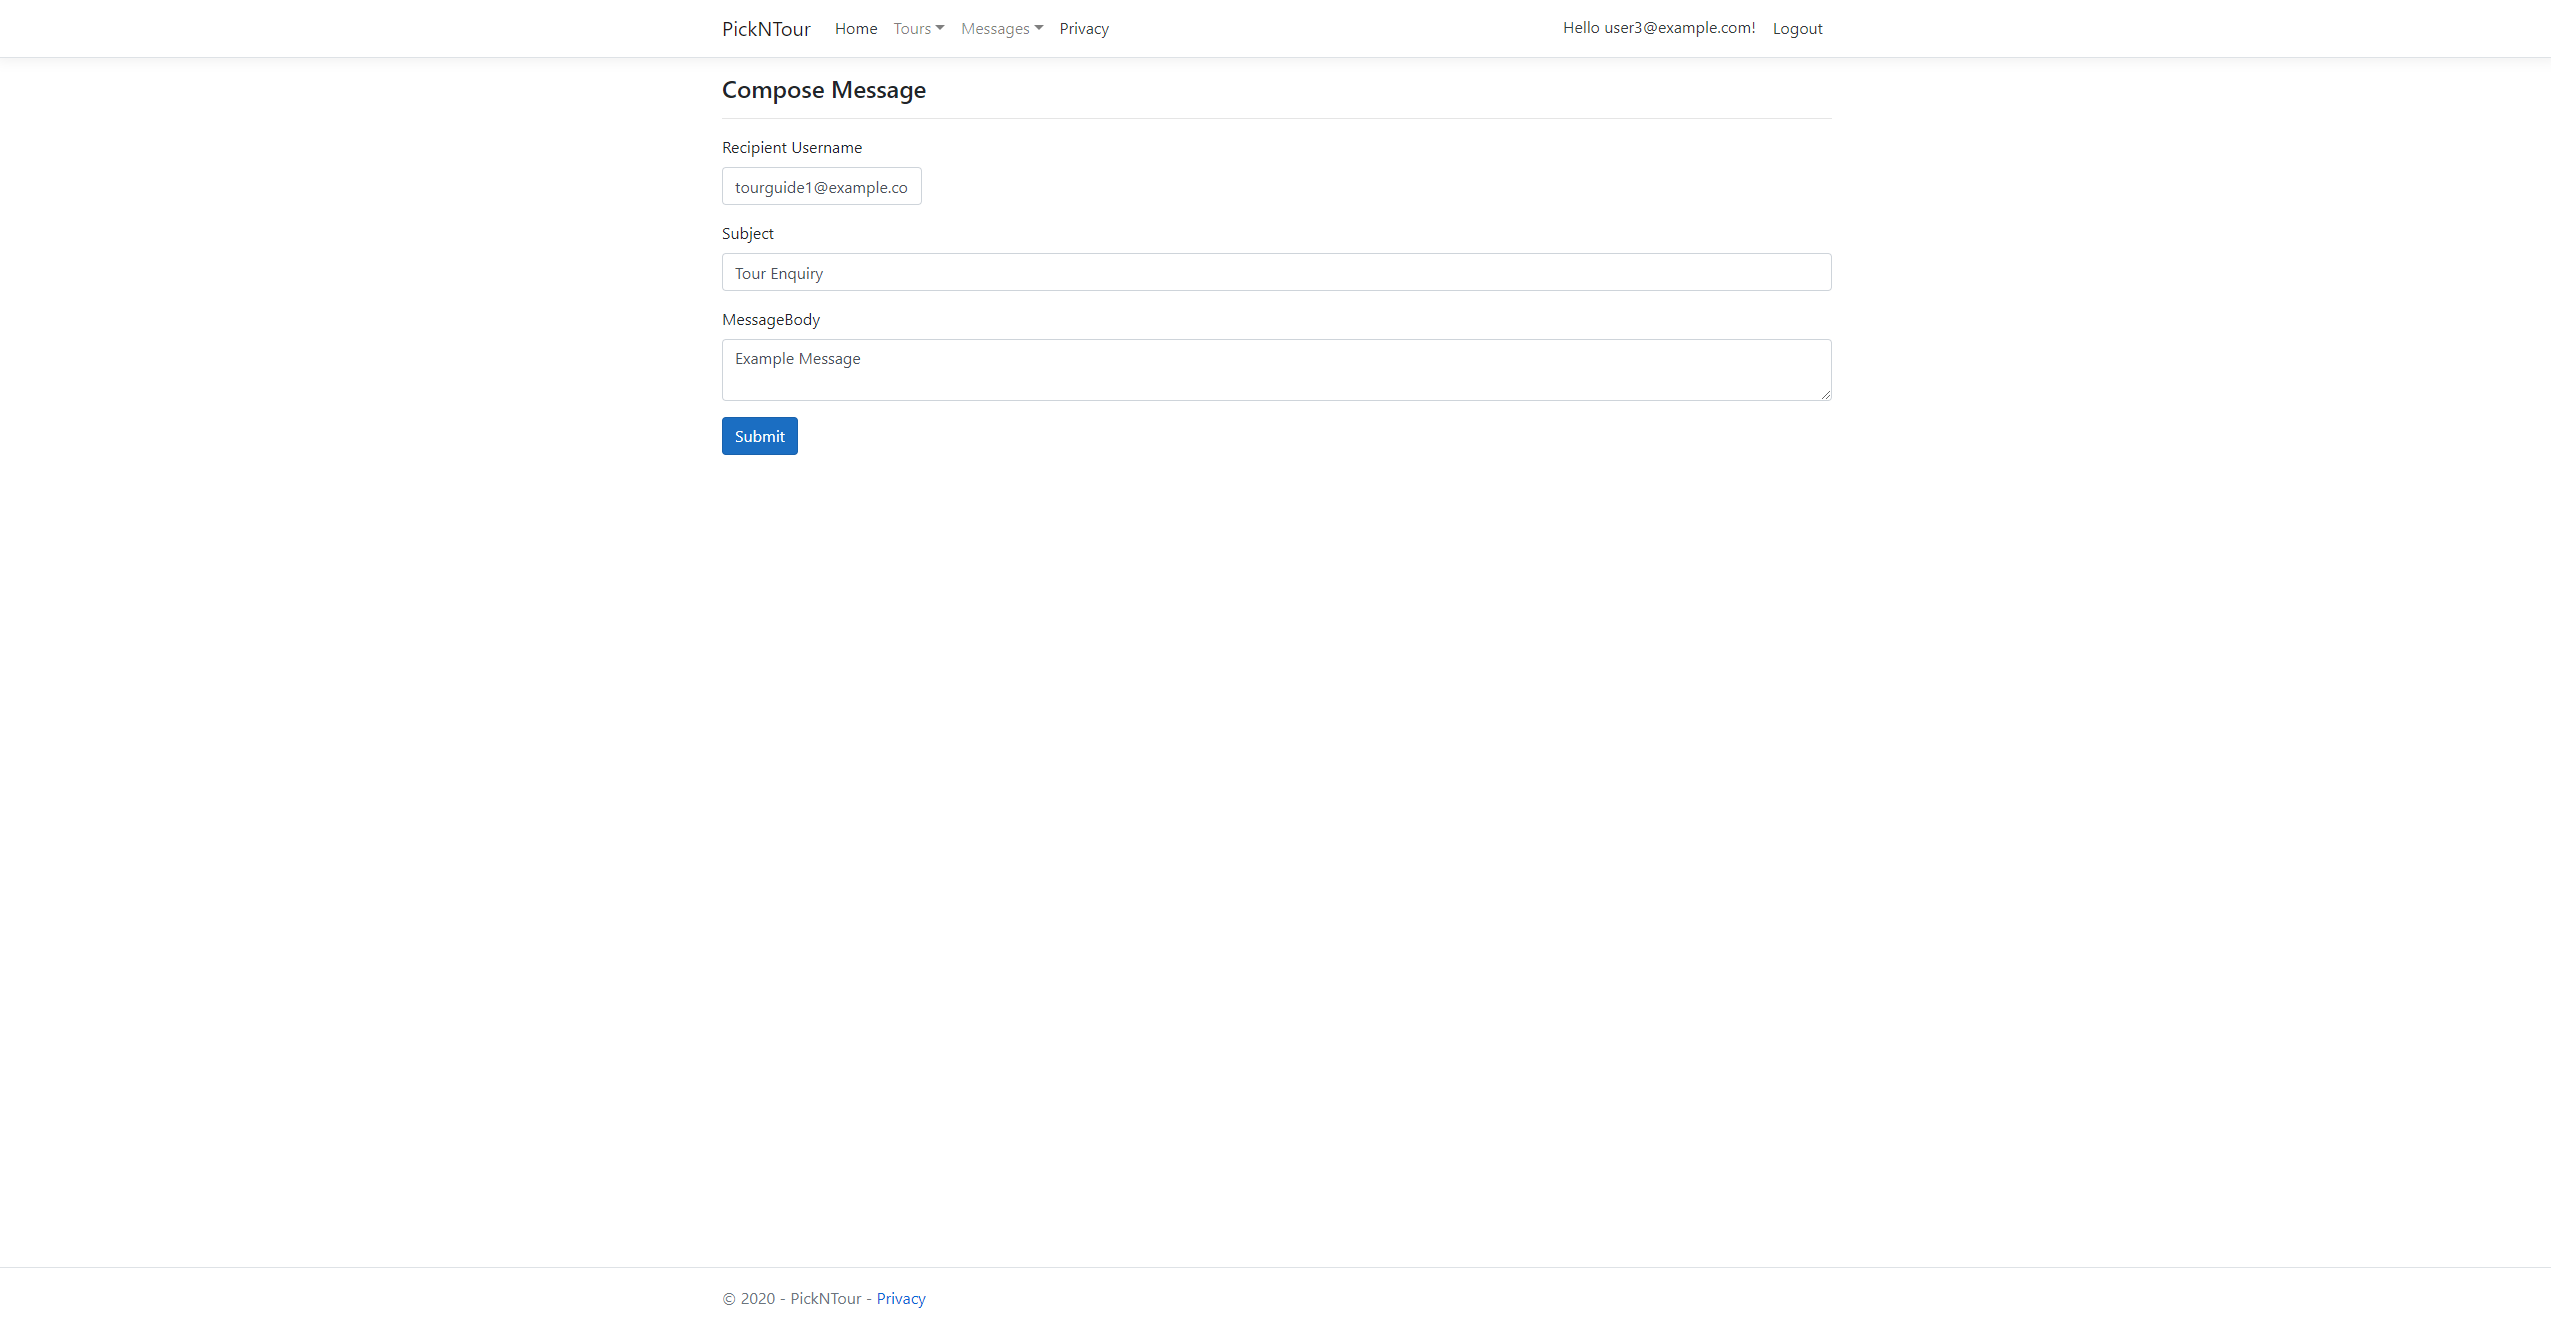 PickNTour Home Tours Messages Privacy Hello user3@example.com! Logout
Compose Message
Recipient Username
tourguide1@example.co
Subject
Tour Enquiry
MessageBody
Example Message
Submit
© 2020 - PickNTour - Privacy